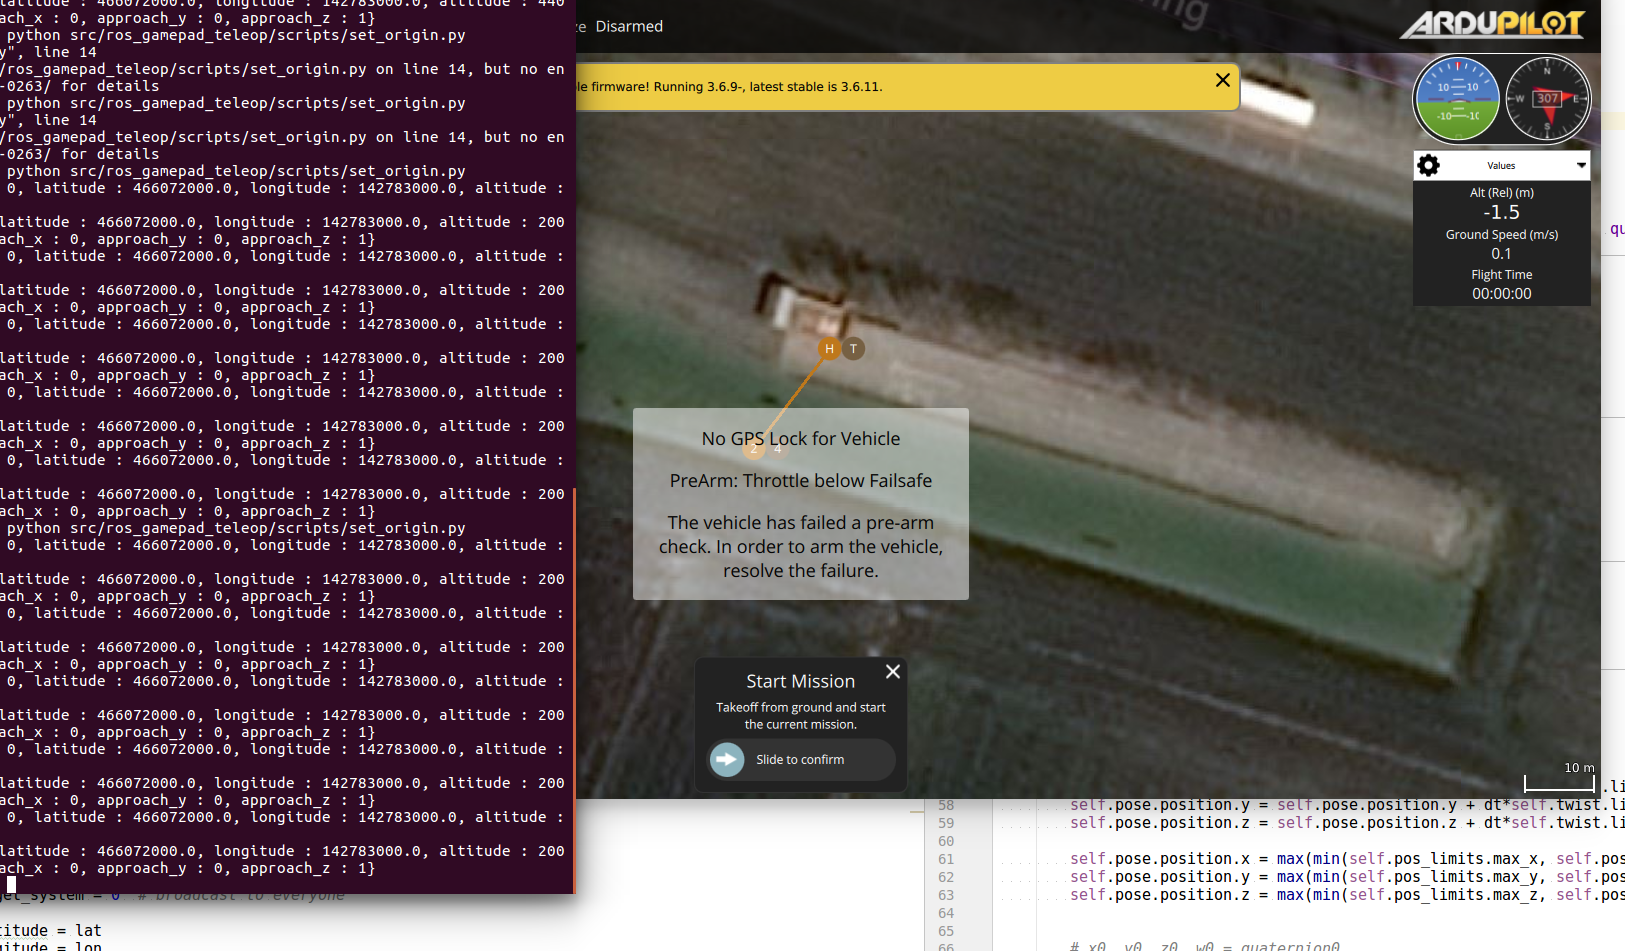 latitude : 466072000.0, longitude : 142783000.0, altitude : 440
ach_x : 0, approach_y : 0, approach_z : 1}
python src/ros_gamepad_teleop/scripts/set_origin.py
y", line 14
/ros_gamepad_teleop/scripts/set_origin.py on line 14, but no en
-0263/ for details
python src/ros_gamepad_teleop/scripts/set_origin.py
y", line 14
/ros_gamepad_teleop/scripts/set_origin.py on line 14, but no en
-0263/ for details
python src/ros_gamepad_teleop/scripts/set_origin.py
0, latitude : 466072000.0, longitude : 142783000.0, altitude :
latitude : 466072000.0, longitude : 142783000.0, altitude : 200
ach_x : 0, approach_y : 0, approach_z : 1}
0, latitude : 466072000.0, longitude : 142783000.0, altitude :
latitude : 466072000.0, longitude : 142783000.0, altitude : 200
ach_x : 0, approach_y : 0, approach_z : 1}
0, latitude : 466072000.0, longitude : 142783000.0, altitude :
latitude : 466072000.0, longitude : 142783000.0, altitude : 200
ach_x : 0, approach_y : 0, approach_z : 1}
0, latitude : 466072000.0, longitude : 142783000.0, altitude :
latitude : 466072000.0, longitude : 142783000.0, altitude : 200
ach_x : 0, approach_y : 0, approach_z : 1}
0, latitude : 466072000.0, longitude : 142783000.0, altitude :
latitude : 466072000.0, longitude : 142783000.0, altitude : 200
ach_x : 0, approach_y : 0, approach_z : 1}
python src/ros_gamepad_teleop/scripts/set_origin.py
0, latitude : 466072000.0, longitude : 142783000.0, altitude :
latitude : 466072000.0, longitude : 142783000.0, altitude : 200
ach_x : 0, approach_y : 0, approach_z : 1}
0, latitude : 466072000.0, longitude : 142783000.0, altitude :
latitude : 466072000.0, longitude : 142783000.0, altitude : 200
ach_x : 0, approach_y : 0, approach_z : 1}
0, latitude : 466072000.0, longitude : 142783000.0, altitude :
latitude : 466072000.0, longitude : 142783000.0, altitude : 200
ach_x : 0, approach_y : 0, approach_z : 1}
0, latitude : 466072000.0, longitude : 142783000.0, altitude :
latitude : 466072000.0, longitude : 142783000.0, altitude : 200
ach_x : 0, approach_y : 0, approach_z : 1}
0, latitude : 466072000.0, longitude : 142783000.0, altitude :
latitude : 466072000.0, longitude : 142783000.0, altitude : 200
ach_x : 0, approach_y : 0, approach_z : 1}
get_system = 0 # broadcast to everyone
titude = lat
gitude = lon
Disarmed
ARDUPILOT
le firmware! Running 3.6.9-, latest stable is 3.6.11.
10 10
-10 -10
N
W 307 E
S
Values
Alt (Rel) (m)
-1.5
Ground Speed (m/s)
0.1
Flight Time
00:00:00
qu
H T
2 4
No GPS Lock for Vehicle
PreArm: Throttle below Failsafe
The vehicle has failed a pre-arm
check. In order to arm the vehicle,
resolve the failure.
Start Mission
Takeoff from ground and start
the current mission.
Slide to confirm
10 m
.li
58 self.pose.position.y = self.pose.position.y + dt*self.twist.li
59 self.pose.position.z = self.pose.position.z + dt*self.twist.li
60
61 self.pose.position.x = max(min(self.pos_limits.max_x, self.pos
62 self.pose.position.y = max(min(self.pos_limits.max_y, self.pos
63 self.pose.position.z = max(min(self.pos_limits.max_z, self.pos
64
65
66 # x0, y0, z0, w0 = quaternion0